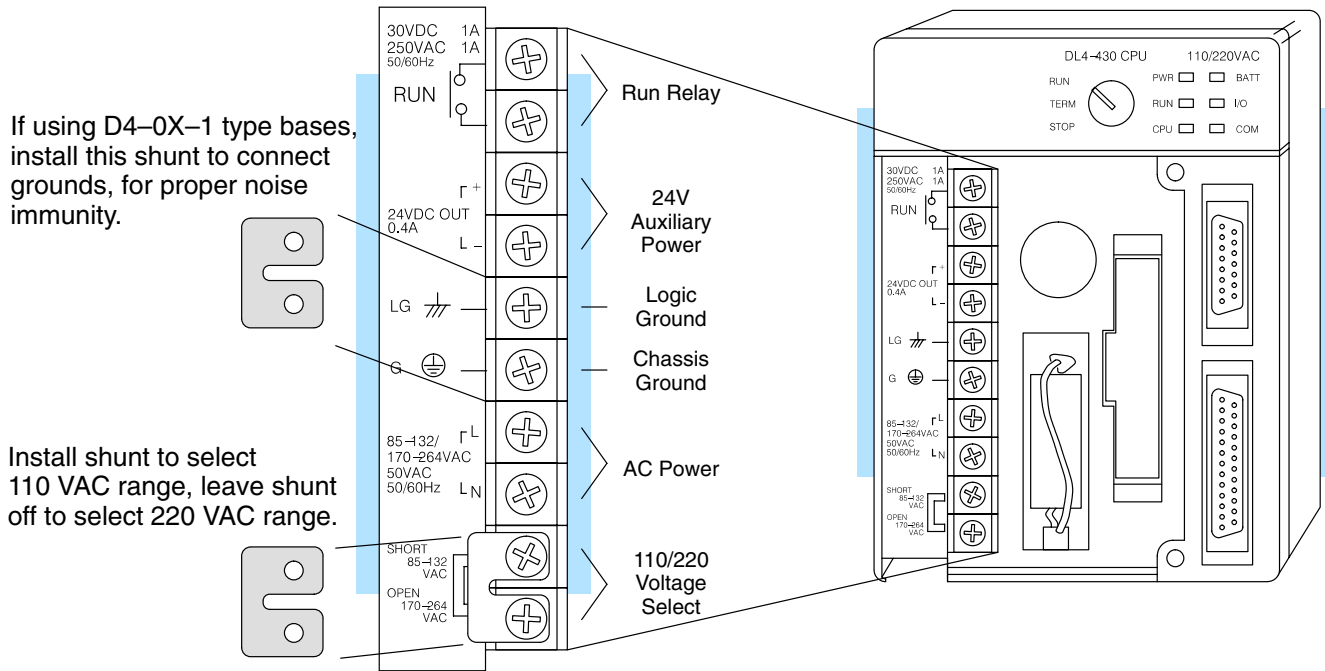 If using D4–0X–1 type bases,
install this shunt to connect
grounds, for proper noise
immunity.
Install shunt to select
110 VAC range, leave shunt
off to select 220 VAC range.
30VDC 1A
250VAC 1A
50/60Hz
RUN
+
24VDC OUT
0.4A
–
LG
G
85–132/
170–264VAC
50VAC
50/60Hz
L
N
SHORT
85–132
VAC
OPEN
170–264
VAC
Run Relay
24V
Auxiliary
Power
Logic
Ground
Chassis
Ground
AC Power
110/220
Voltage
Select
DL4–430 CPU 110/220VAC
RUN
TERM
STOP
PWR BATT
RUN I/O
CPU COM
30VDC 1A
250VAC 1A
50/60Hz
RUN
+
24VDC OUT
0.4A
–
LG
G
85–132/
170–264VAC
50VAC
50/60Hz
L
N
SHORT
85–132
VAC
OPEN
170–264
VAC